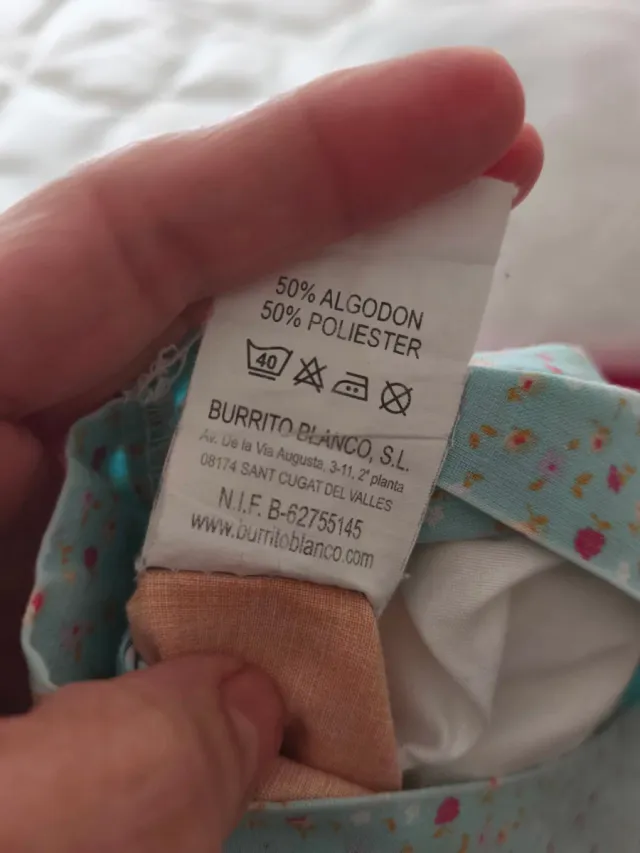 50% ALGODON
50% POLIESTER
40
BURRITO BLANCO, S.L.
Av. De la Via Augusta, 3-11, 2ª planta
08174 SANT CUGAT DEL VALLES
N.I.F. B-62755145
www.burritoblanco.com